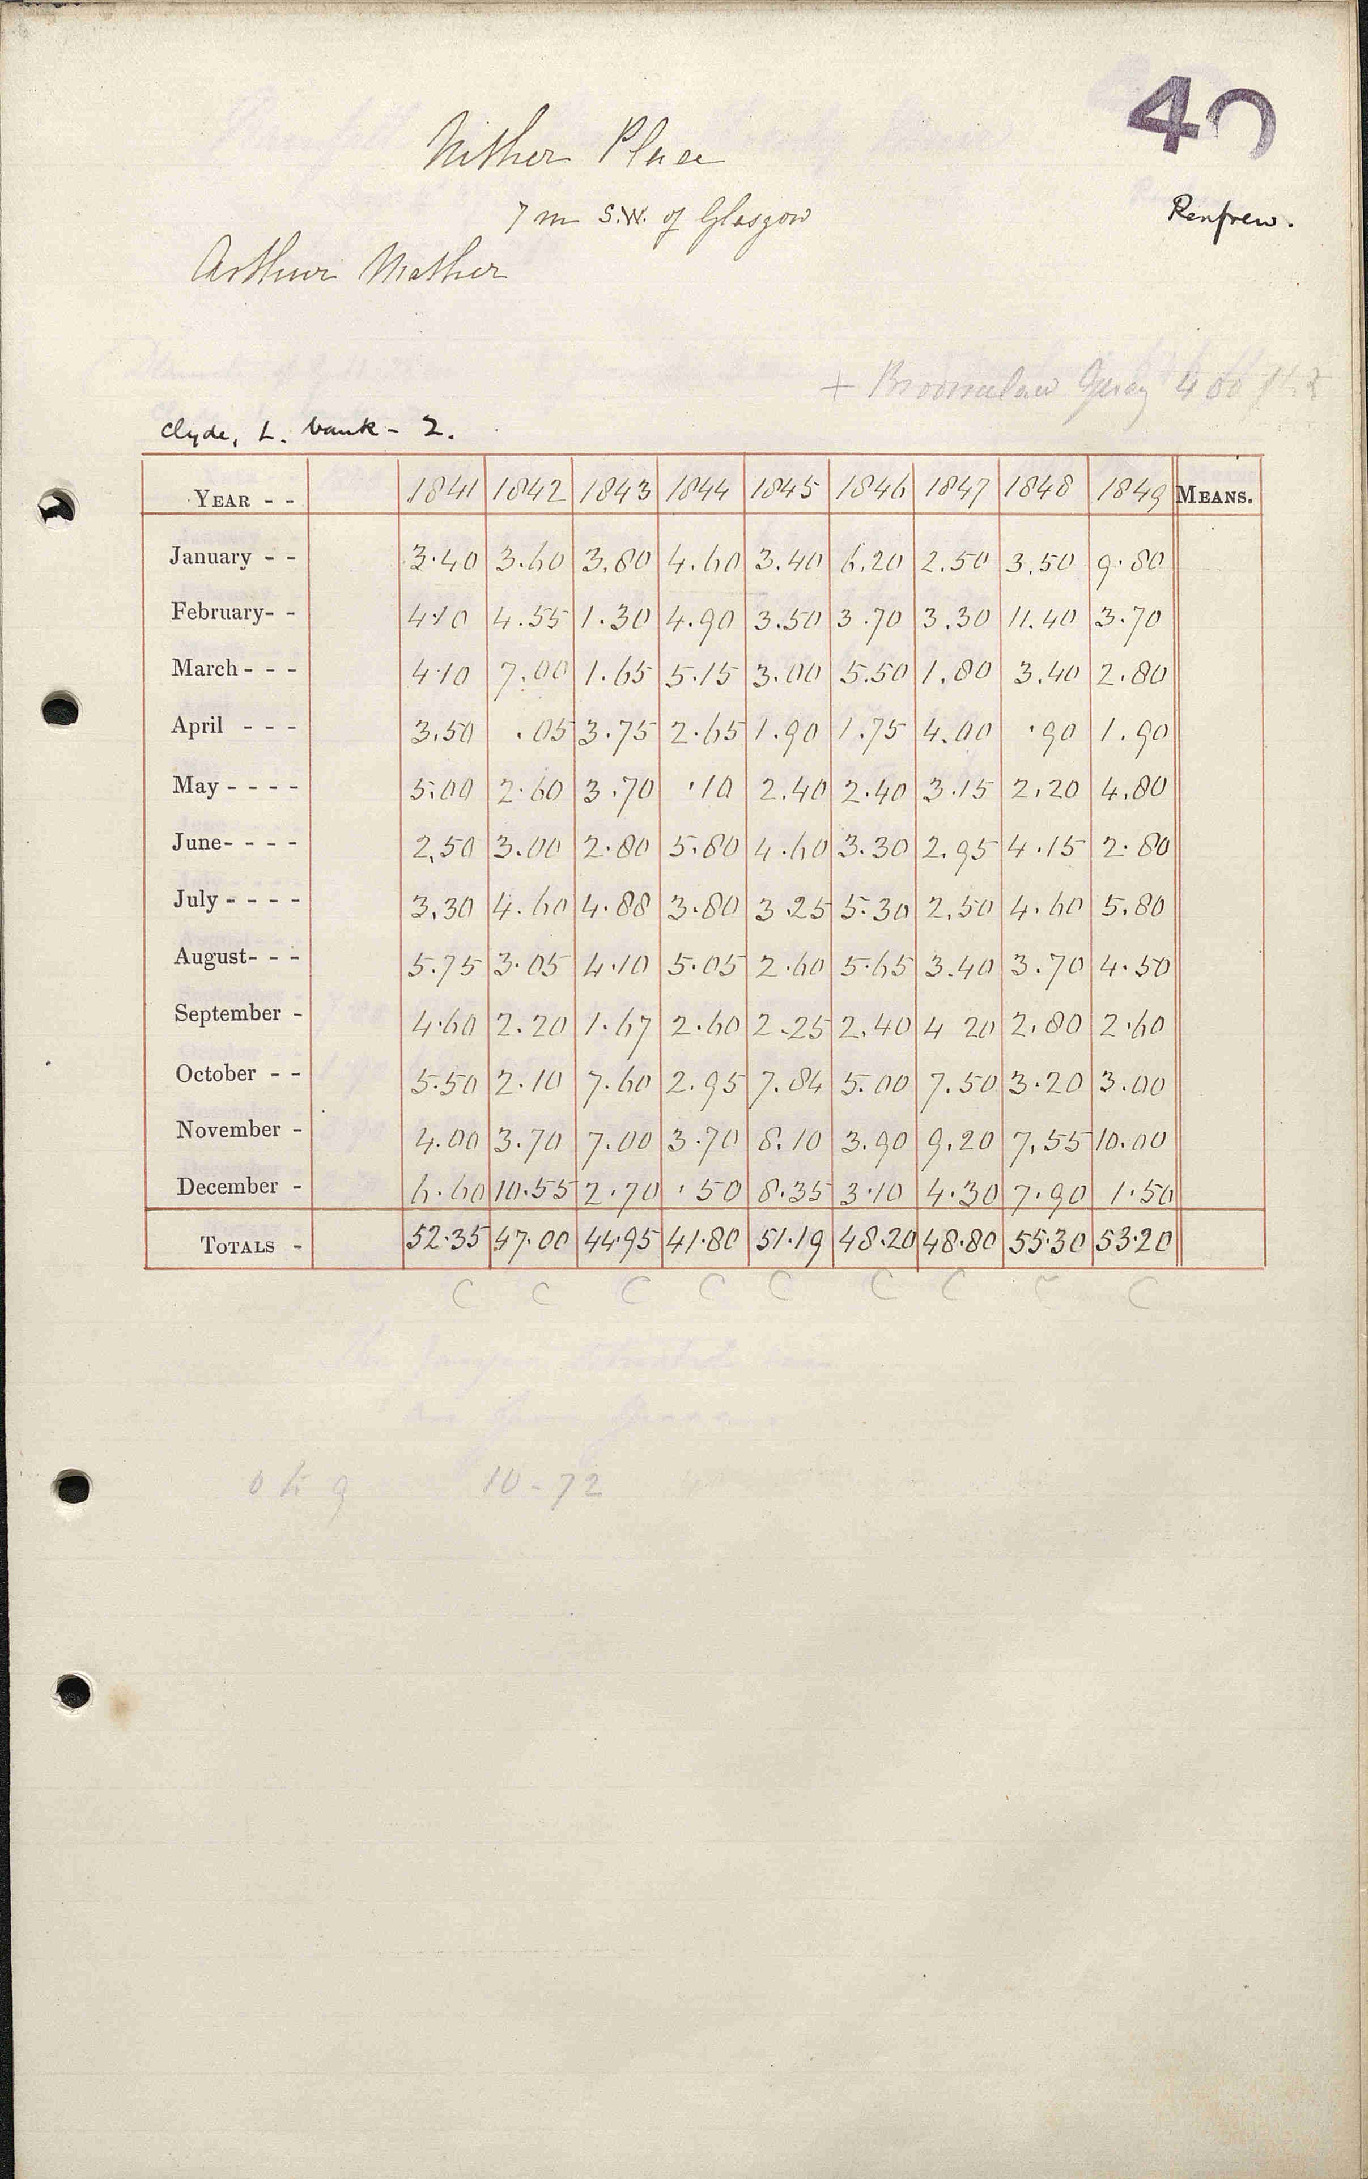 40
Nither Place
7 m S.W. of Glasgow
Renfrew.
Arthur Mather
+ Broomlaw Quay 400
Clyde, L. bank - 2.
YEAR - - 1841 1842 1843 1844 1845 1846 1847 1848 1849 MEANS.
January - - 3.40 3.60 3.80 4.60 3.40 6.20 2.50 3.50 9.80
February- - 4.10 4.55 1.30 4.90 3.50 3.70 3.30 11.40 3.70
March - - - 4.10 7.00 1.65 5.15 3.00 5.50 1.80 3.40 2.80
April - - - 3.50 .05 3.75 2.65 1.90 1.75 4.00 .90 1.90
May - - - - 5.00 2.60 3.70 .10 2.40 2.40 3.15 2.20 4.80
June- - - - 2.50 3.00 2.80 5.80 4.60 3.30 2.95 4.15 2.80
July - - - - 3.30 4.60 4.88 3.80 3.25 5.30 2.50 4.60 5.80
August- - - 5.75 3.05 4.10 5.05 2.60 5.65 3.40 3.70 4.50
September - 4.60 2.20 1.67 2.60 2.25 2.40 4 20 2.80 2.60
October - - 5.50 2.10 7.60 2.95 7.84 5.00 7.50 3.20 3.00
November - 4.00 3.70 7.00 3.70 8.10 3.90 9.20 7.55 10.00
December - 6.60 10.55 2.70 .50 8.35 3.10 4.30 7.90 1.50
TOTALS - 52.35 47.00 44.95 41.80 51.19 48.20 48.80 55.30 53.20
C C C C C C C C C
10-72